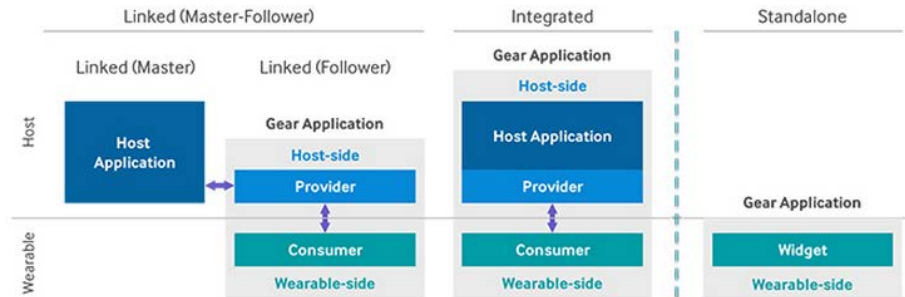 Linked (Master-Follower)
Integrated
Standalone
Linked (Master)
Linked (Follower)
Gear Application
Host-side
Host
Host
Application
Gear Application
Host-side
Provider
Host Application
Provider
Gear Application
Wearable
Consumer
Wearable-side
Consumer
Wearable-side
Widget
Wearable-side